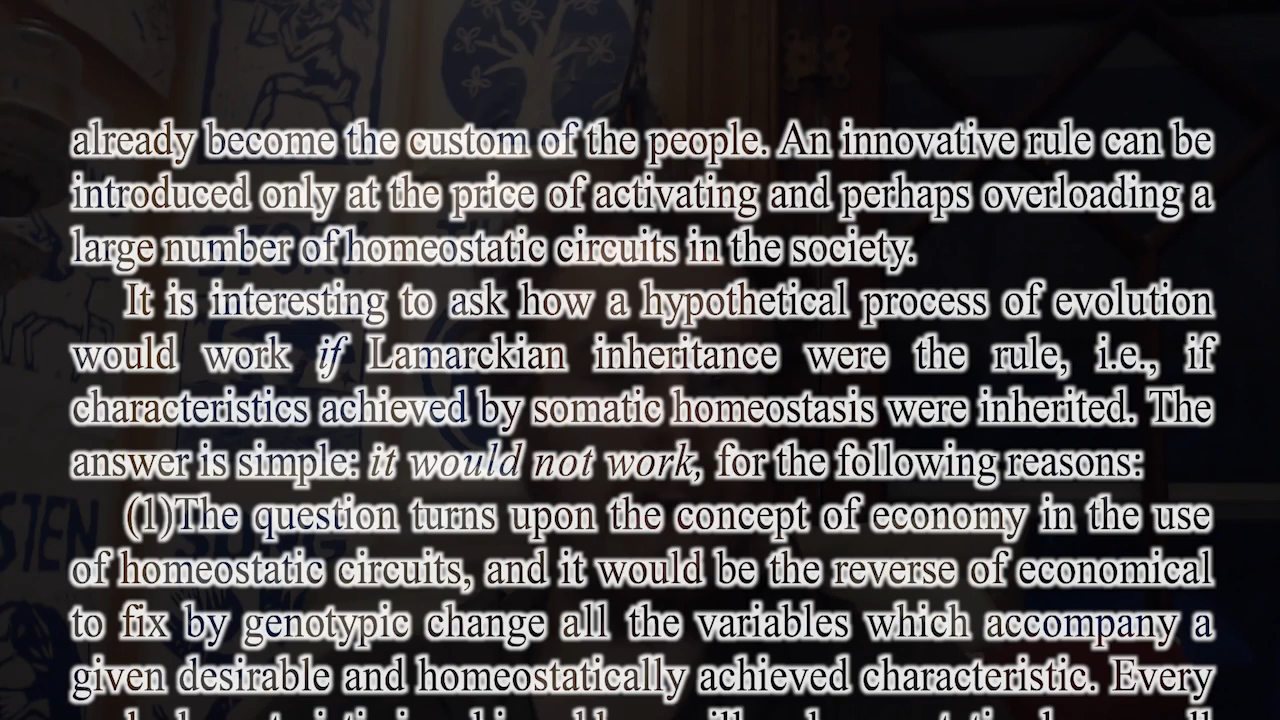 already become the custom of the people. An innovative rule can be
introduced only at the price of activating and perhaps overloading a
large number of homeostatic circuits in the society.
It is interesting to ask how a hypothetical process of evolution
would work if Lamarckian inheritance were the rule, i.e., if
characteristics achieved by somatic homeostasis were inherited. The
answer is simple: it would not work, for the following reasons:
(1)The question turns upon the concept of economy in the use
of homeostatic circuits, and it would be the reverse of economical
to fix by genotypic change all the variables which accompany a
given desirable and homeostatically achieved characteristic. Every